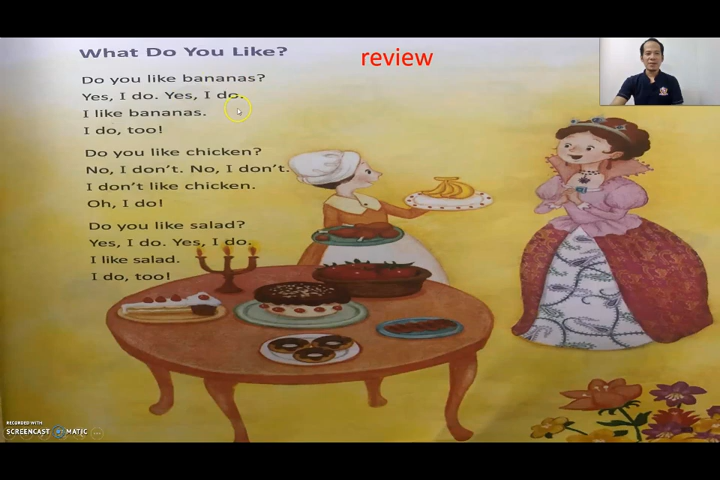 What Do You Like?
review
Do you like bananas?
Yes, I do. Yes, I do.
I like bananas.
I do, too!
Do you like chicken?
No, I don't. No, I don't.
I don't like chicken.
Oh, I do!
Do you like salad?
Yes, I do. Yes, I do.
I like salad.
I do, too!
RECORDED WITH
SCREENCAST MATIC